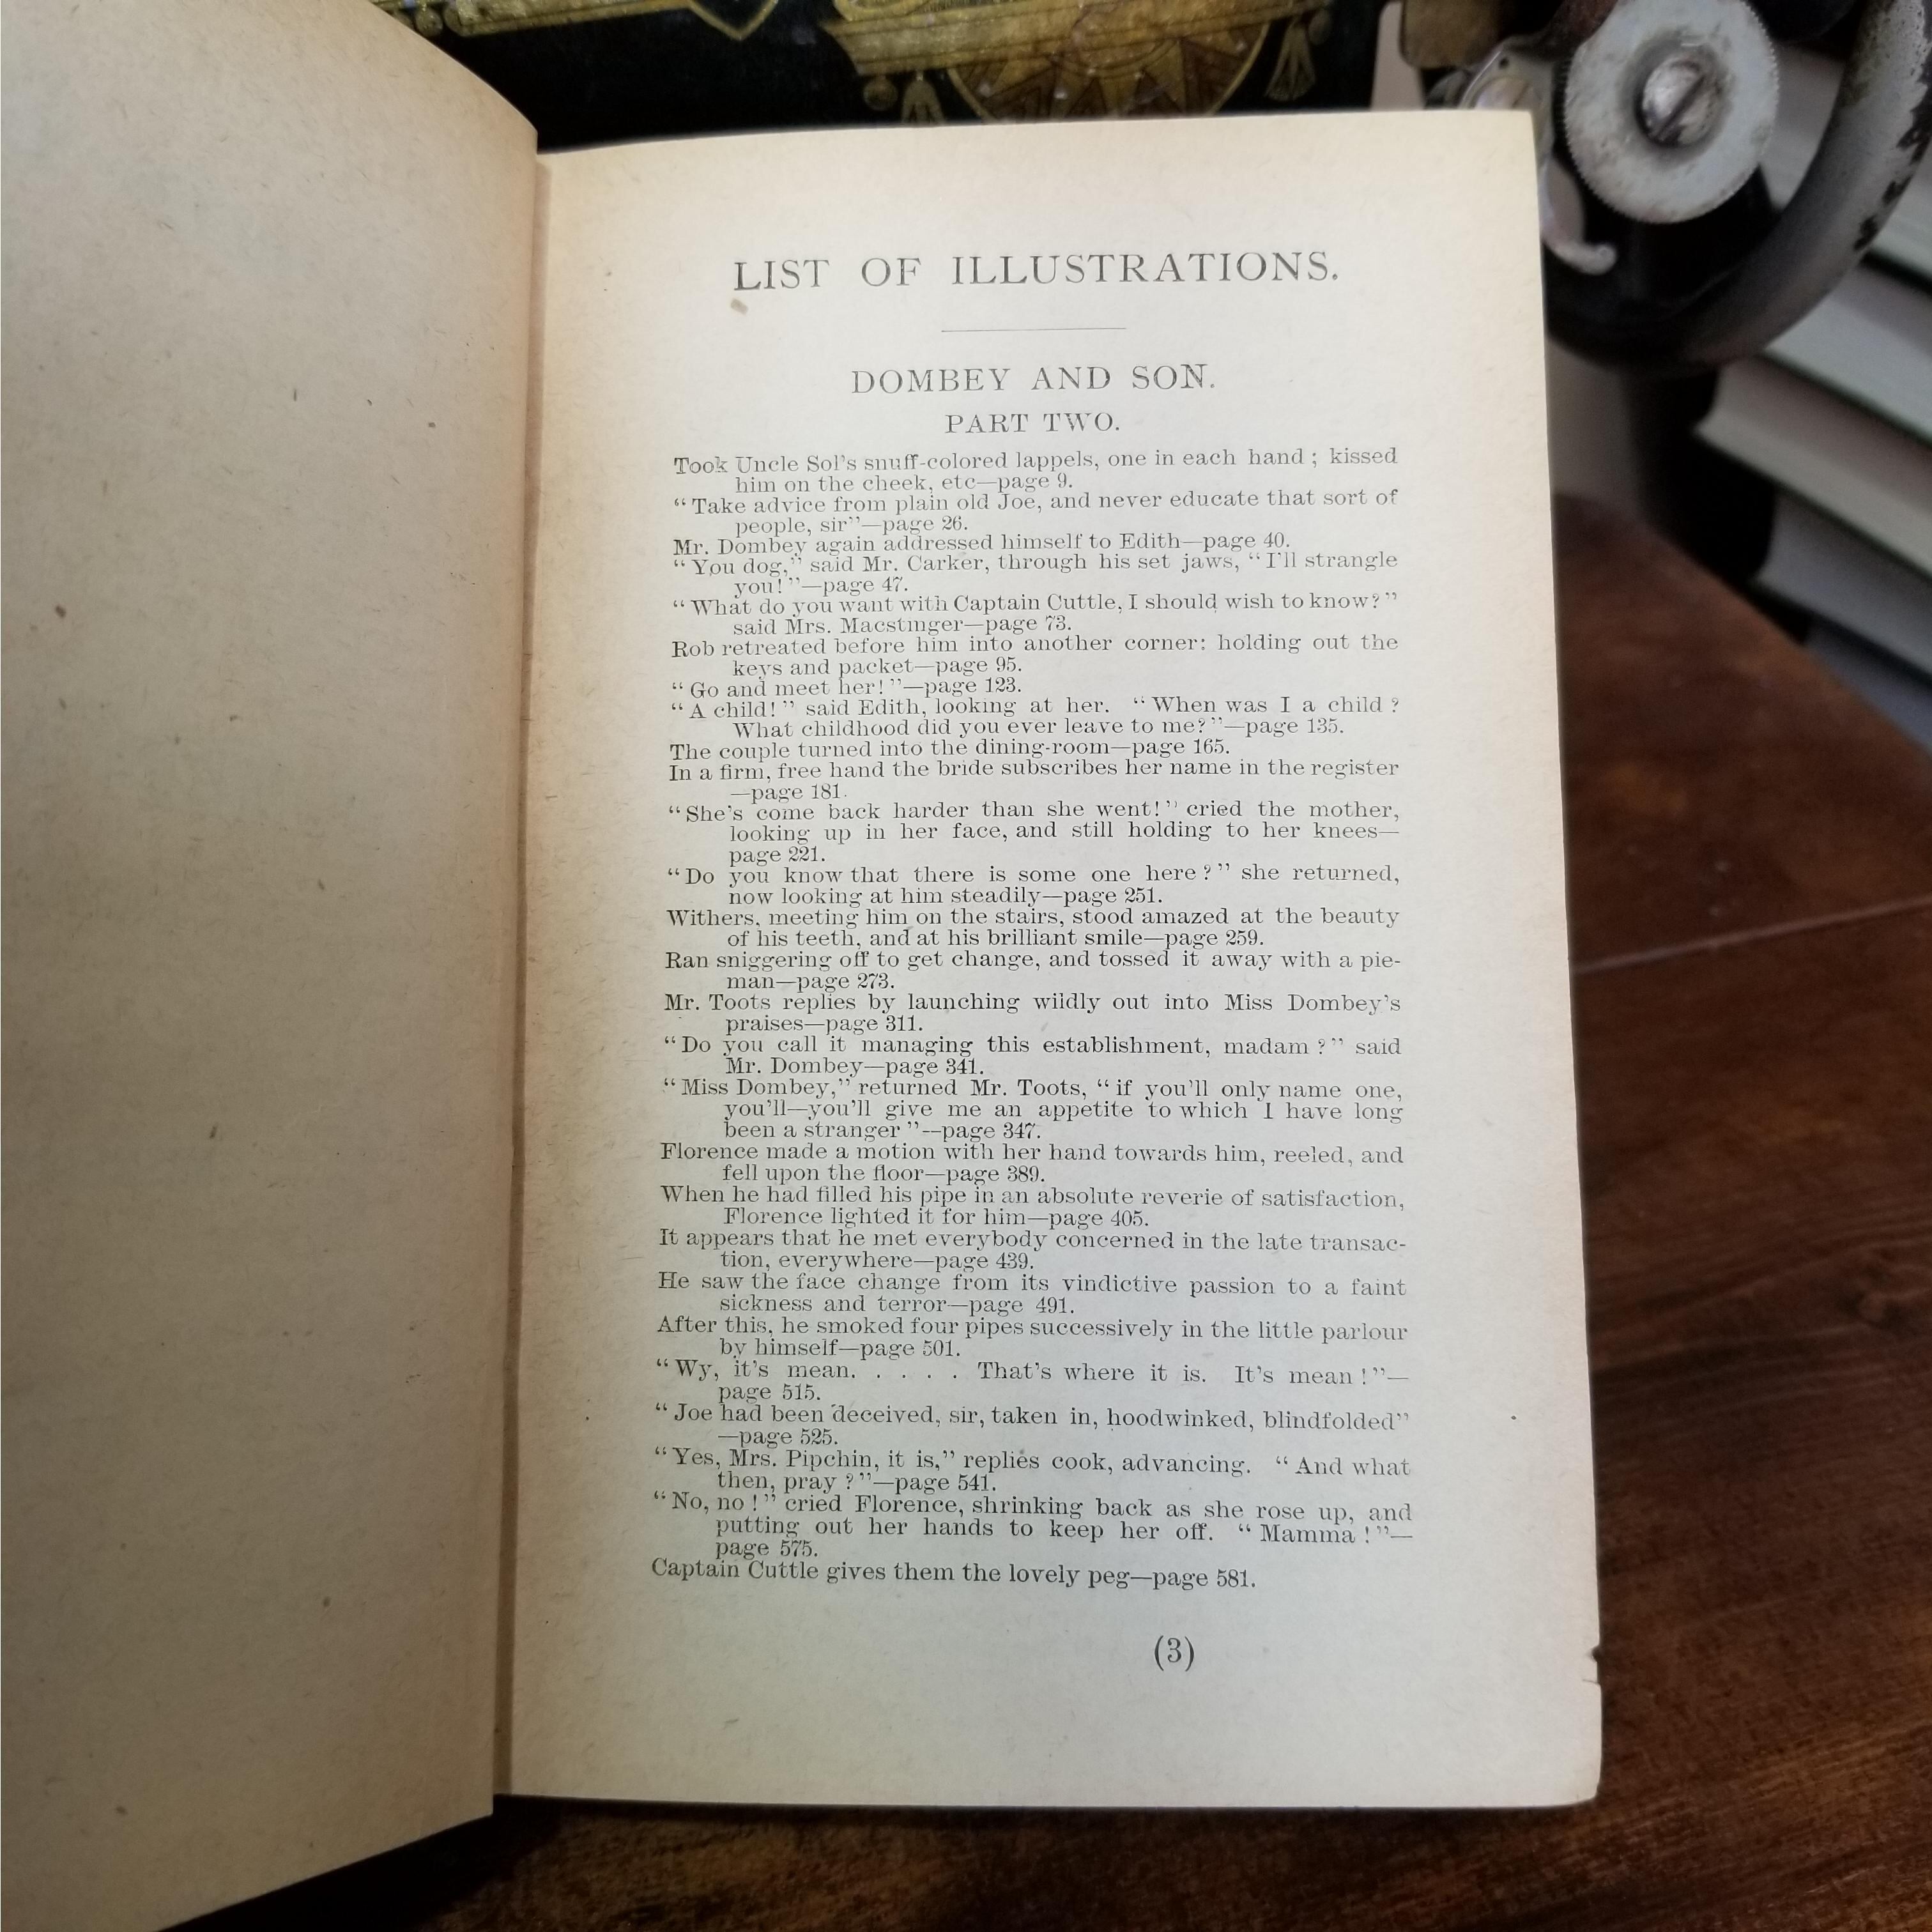 LIST OF ILLUSTRATIONS.
DOMBEY AND SON.
PART TWO.
Took Uncle Sol's snuff-colored lappels, one in each hand ; kissed
him on the cheek, etc—page 9.
“Take advice from plain old Joe, and never educate that sort of
people, sir”—page 26.
Mr. Dombey again addressed himself to Edith—page 40.
“You dog,” said Mr. Carker, through his set jaws, “I'll strangle
you!”—page 47.
“What do you want with Captain Cuttle, I should wish to know?”
said Mrs. Macstinger—page 73.
Rob retreated before him into another corner: holding out the
keys and packet—page 95.
“Go and meet her!”—page 123.
“A child!” said Edith, looking at her. “When was I a child ?
What childhood did you ever leave to me?”—page 135.
The couple turned into the dining-room—page 165.
In a firm, free hand the bride subscribes her name in the register
—page 181.
“She's come back harder than she went!” cried the mother,
looking up in her face, and still holding to her knees—
page 221.
“Do you know that there is some one here ?” she returned,
now looking at him steadily—page 251.
Withers, meeting him on the stairs, stood amazed at the beauty
of his teeth, and at his brilliant smile—page 259.
Ran sniggering off to get change, and tossed it away with a pie-
man—page 273.
Mr. Toots replies by launching wildly out into Miss Dombey's
praises—page 311.
“Do you call it managing this establishment, madam ?” said
Mr. Dombey—page 341.
“Miss Dombey,” returned Mr. Toots, “if you'll only name one,
you'll—you'll give me an appetite to which I have long
been a stranger ”--page 347.
Florence made a motion with her hand towards him, reeled, and
fell upon the floor—page 389.
When he had filled his pipe in an absolute reverie of satisfaction,
Florence lighted it for him—page 405.
It appears that he met everybody concerned in the late transac-
tion, everywhere—page 439.
He saw the face change from its vindictive passion to a faint
sickness and terror—page 491.
After this, he smoked four pipes successively in the little parlour
by himself—page 501.
“Wy, it's mean. . . . . That's where it is. It's mean !”—
page 515.
“Joe had been deceived, sir, taken in, hoodwinked, blindfolded”
—page 525.
“Yes, Mrs. Pipchin, it is,” replies cook, advancing. “And what
then, pray ?”—page 541.
“No, no !” cried Florence, shrinking back as she rose up, and
putting out her hands to keep her off. “Mamma !”—
page 575.
Captain Cuttle gives them the lovely peg—page 581.
(3)